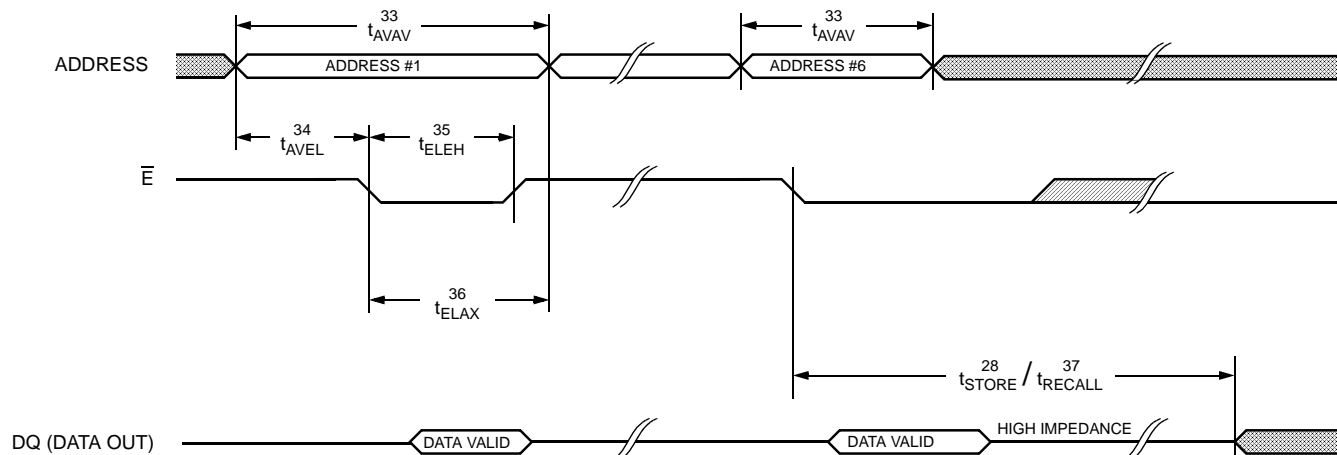 33 33
tAVAV tAVAV
ADDRESS ADDRESS #1 ADDRESS #6
34 35
tAVEL tELEH
E
36
tELAX
28 37
tSTORE / tRECALL
DQ (DATA OUT) DATA VALID DATA VALID HIGH IMPEDANCE